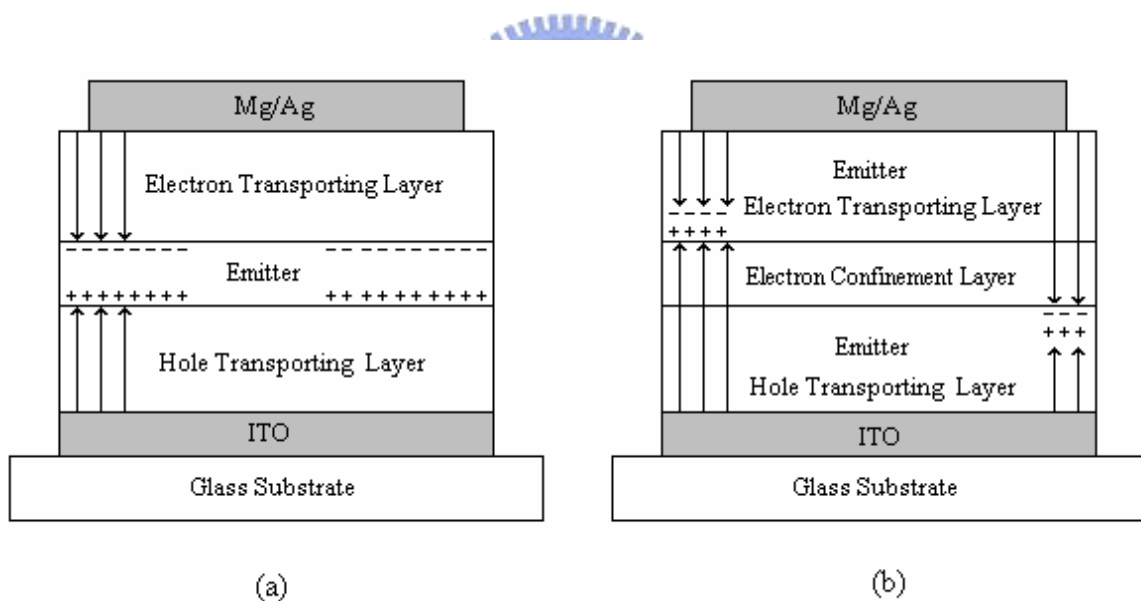 Mg/Ag
Electron Transporting Layer
- - - - - - - - - -   - - - - - - - - - - -
Emitter
+ + + + + + + +   + + + + + + + + + +
Hole Transporting Layer
ITO
Glass Substrate
(a)
Mg/Ag
Emitter
Electron Transporting Layer
- - - - -
+ + + +
Electron Confinement Layer
- - - -
+ + +
Emitter
Hole Transporting Layer
ITO
Glass Substrate
(b)